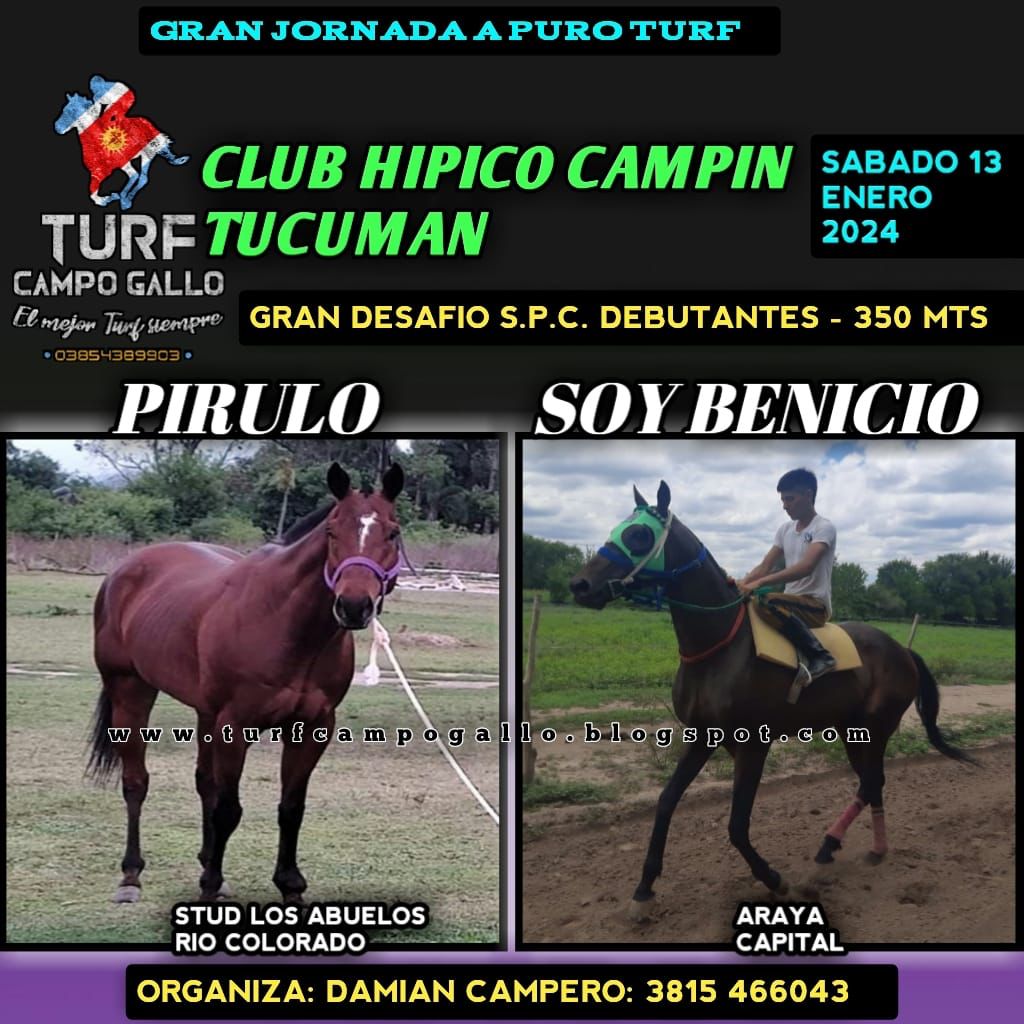 GRAN JORNADA A PURO TURF
CLUB HIPICO CAMPIN
TUCUMAN
SABADO 13
ENERO
2024
TURF
CAMPO GALLO
El mejor Turf siempre
• 03854389903 •
GRAN DESAFIO S.P.C. DEBUTANTES - 350 MTS
PIRULO
SOY BENICIO
www.turfcampogallo.blogspot.com
STUD LOS ABUELOS
RIO COLORADO
ARAYA
CAPITAL
ORGANIZA: DAMIAN CAMPERO: 3815 466043